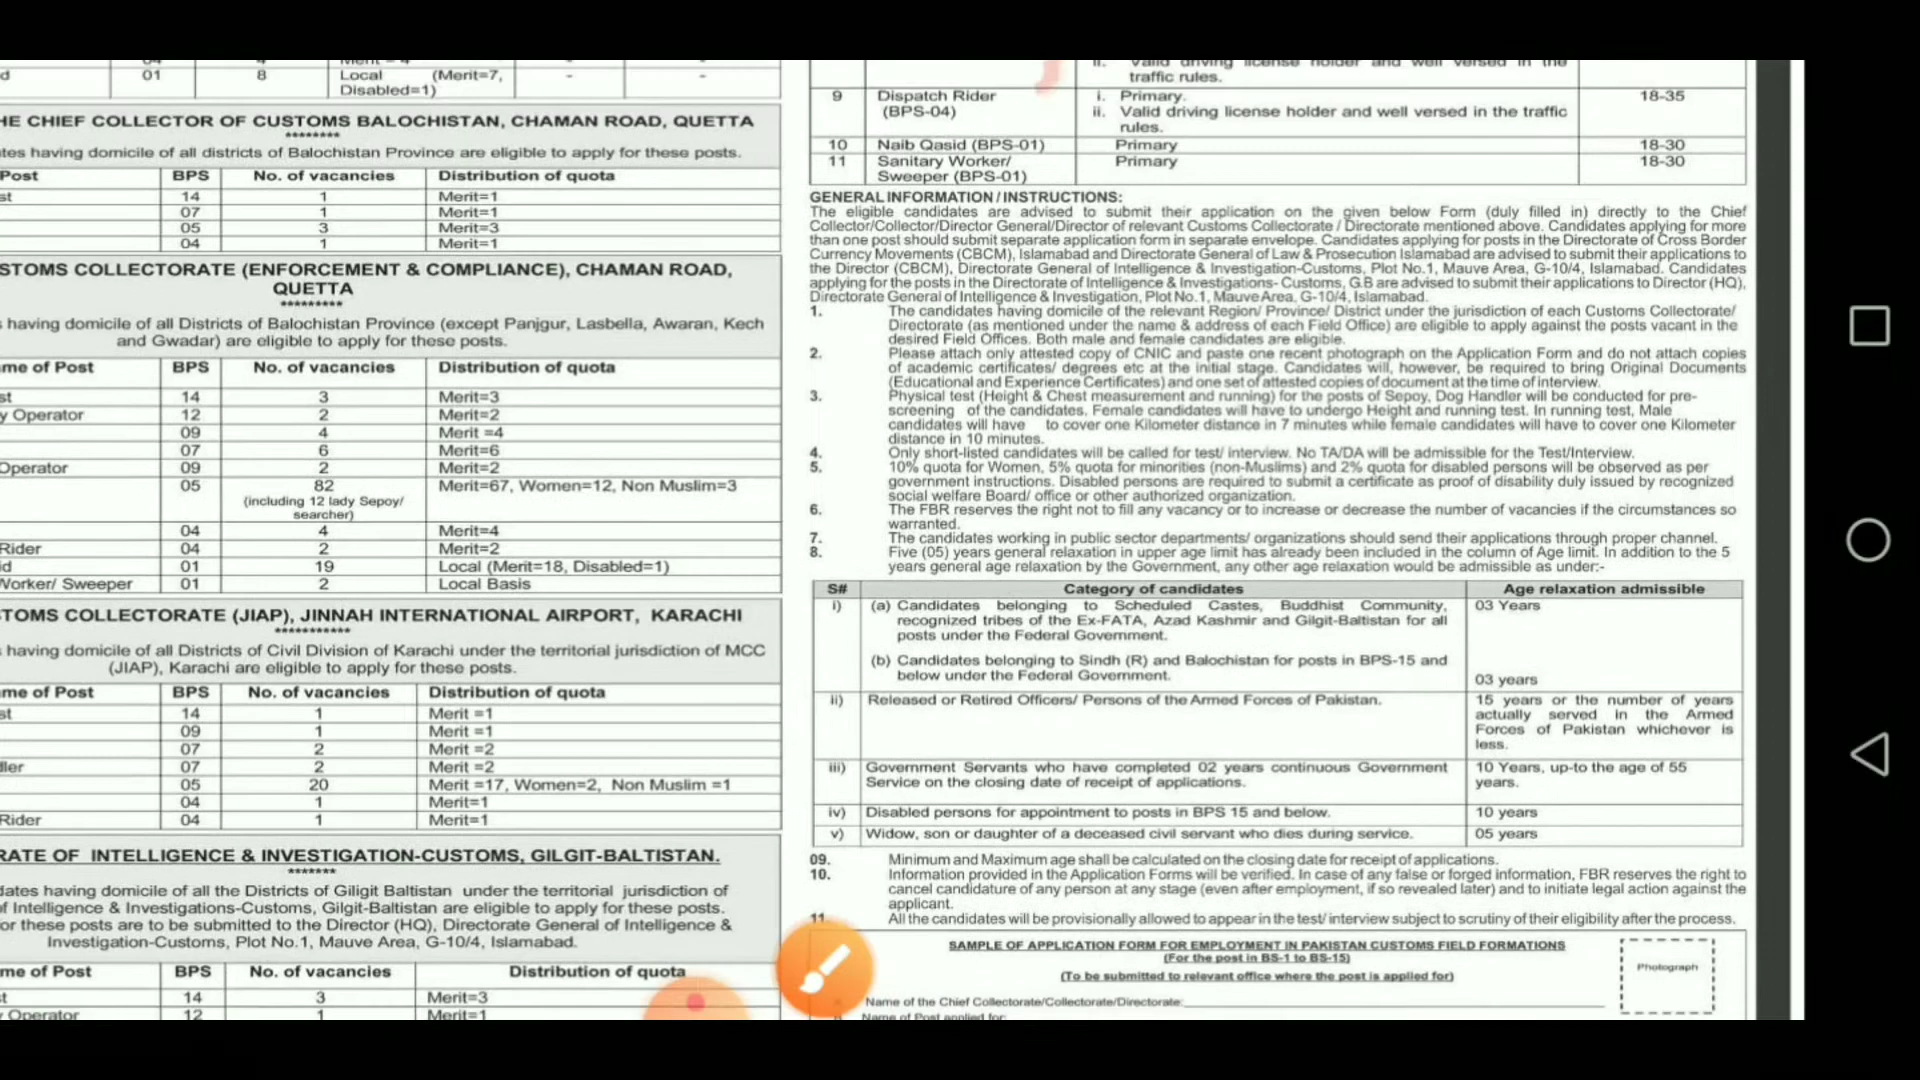 d 01 8 Local (Merit=7, - -
Disabled=1)
HE CHIEF COLLECTOR OF CUSTOMS BALOCHISTAN, CHAMAN ROAD, QUETTA
********
tes having domicile of all districts of Balochistan Province are eligible to apply for these posts.
Post BPS No. of vacancies Distribution of quota
st 14 1 Merit=1
07 1 Merit=1
05 3 Merit=3
04 1 Merit=1
STOMS COLLECTORATE (ENFORCEMENT & COMPLIANCE), CHAMAN ROAD,
QUETTA
*********
having domicile of all Districts of Balochistan Province (except Panjgur, Lasbella, Awaran, Kech
and Gwadar) are eligible to apply for these posts.
me of Post BPS No. of vacancies Distribution of quota
st 14 3 Merit=3
y Operator 12 2 Merit=2
09 4 Merit =4
07 6 Merit=6
Operator 09 2 Merit=2
05 82 Merit=67, Women=12, Non Muslim=3
(including 12 lady Sepoy/
searcher)
04 4 Merit=4
Rider 04 2 Merit=2
id 01 19 Local (Merit=18, Disabled=1)
Worker/ Sweeper 01 2 Local Basis
TOMS COLLECTORATE (JIAP), JINNAH INTERNATIONAL AIRPORT, KARACHI
***********
having domicile of all Districts of Civil Division of Karachi under the territorial jurisdiction of MCC
(JIAP), Karachi are eligible to apply for these posts.
me of Post BPS No. of vacancies Distribution of quota
st 14 1 Merit =1
09 1 Merit =1
07 2 Merit =2
ller 07 2 Merit =2
05 20 Merit =17, Women=2, Non Muslim =1
04 1 Merit=1
Rider 04 1 Merit=1
RATE OF INTELLIGENCE & INVESTIGATION-CUSTOMS, GILGIT-BALTISTAN.
*******
dates having domicile of all the Districts of Giligit Baltistan under the territorial jurisdiction of
f Intelligence & Investigations-Customs, Gilgit-Baltistan are eligible to apply for these posts.
or these posts are to be submitted to the Director (HQ), Directorate General of Intelligence &
Investigation-Customs, Plot No.1, Mauve Area, G-10/4, Islamabad.
me of Post BPS No. of vacancies Distribution of quota
t 14 3 Merit=3
Operator 12 1 Merit=1
ii. Valid driving license holder and well versed in the
traffic rules.
9 Dispatch Rider i. Primary. 18-35
(BPS-04) ii. Valid driving license holder and well versed in the traffic
rules.
10 Naib Qasid (BPS-01) Primary 18-30
11 Sanitary Worker/ Primary 18-30
Sweeper (BPS-01)
GENERAL INFORMATION / INSTRUCTIONS:
The eligible candidates are advised to submit their application on the given below Form (duly filled in) directly to the Chief
Collector/Collector/Director General/Director of relevant Customs Collectorate / Directorate mentioned above. Candidates applying for more
than one post should submit separate application form in separate envelope. Candidates applying for posts in the Directorate of Cross Border
Currency Movements (CBCM), Islamabad and Directorate General of Law & Prosecution Islamabad are advised to submit their applications to
the Director (CBCM), Directorate General of Intelligence & Investigation-Customs, Plot No.1, Mauve Area, G-10/4, Islamabad. Candidates
applying for the posts in the Directorate of Intelligence & Investigations- Customs, G.B are advised to submit their applications to Director (HQ),
Directorate General of Intelligence & Investigation, Plot No.1, Mauve Area, G-10/4, Islamabad.
1. The candidates having domicile of the relevant Region/ Province/ District under the jurisdiction of each Customs Collectorate/
Directorate (as mentioned under the name & address of each Field Office) are eligible to apply against the posts vacant in the
desired Field Offices. Both male and female candidates are eligible.
2. Please attach only attested copy of CNIC and paste one recent photograph on the Application Form and do not attach copies
of academic certificates/ degrees etc at the initial stage. Candidates will, however, be required to bring Original Documents
(Educational and Experience Certificates) and one set of attested copies of document at the time of interview.
3. Physical test (Height & Chest measurement and running) for the posts of Sepoy, Dog Handler will be conducted for pre-
screening of the candidates. Female candidates will have to undergo Height and running test. In running test, Male
candidates will have to cover one Kilometer distance in 7 minutes while female candidates will have to cover one Kilometer
distance in 10 minutes.
4. Only short-listed candidates will be called for test/ interview. No TA/DA will be admissible for the Test/Interview.
5. 10% quota for Women, 5% quota for minorities (non-Muslims) and 2% quota for disabled persons will be observed as per
government instructions. Disabled persons are required to submit a certificate as proof of disability duly issued by recognized
social welfare Board/ office or other authorized organization.
6. The FBR reserves the right not to fill any vacancy or to increase or decrease the number of vacancies if the circumstances so
warranted.
7. The candidates working in public sector departments/ organizations should send their applications through proper channel.
8. Five (05) years general relaxation in upper age limit has already been included in the column of Age limit. In addition to the 5
years general age relaxation by the Government, any other age relaxation would be admissible as under:-
S# Category of candidates Age relaxation admissible
i) (a) Candidates belonging to Scheduled Castes, Buddhist Community, 03 Years
recognized tribes of the Ex-FATA, Azad Kashmir and Gilgit-Baltistan for all
posts under the Federal Government.
(b) Candidates belonging to Sindh (R) and Balochistan for posts in BPS-15 and
below under the Federal Government. 03 years
ii) Released or Retired Officers/ Persons of the Armed Forces of Pakistan. 15 years or the number of years
actually served in the Armed
Forces of Pakistan whichever is
less.
iii) Government Servants who have completed 02 years continuous Government 10 Years, up-to the age of 55
Service on the closing date of receipt of applications. years.
iv) Disabled persons for appointment to posts in BPS 15 and below. 10 years
v) Widow, son or daughter of a deceased civil servant who dies during service. 05 years
09. Minimum and Maximum age shall be calculated on the closing date for receipt of applications.
10. Information provided in the Application Forms will be verified. In case of any false or forged information, FBR reserves the right to
cancel candidature of any person at any stage (even after employment, if so revealed later) and to initiate legal action against the
applicant.
11. All the candidates will be provisionally allowed to appear in the test/ interview subject to scrutiny of their eligibility after the process.
SAMPLE OF APPLICATION FORM FOR EMPLOYMENT IN PAKISTAN CUSTOMS FIELD FORMATIONS
(For the post in BS-1 to BS-15)
(To be submitted to relevant office where the post is applied for)
Photograph
Name of the Chief Collectorate/Collectorate/Directorate:
Name of Post applied for: